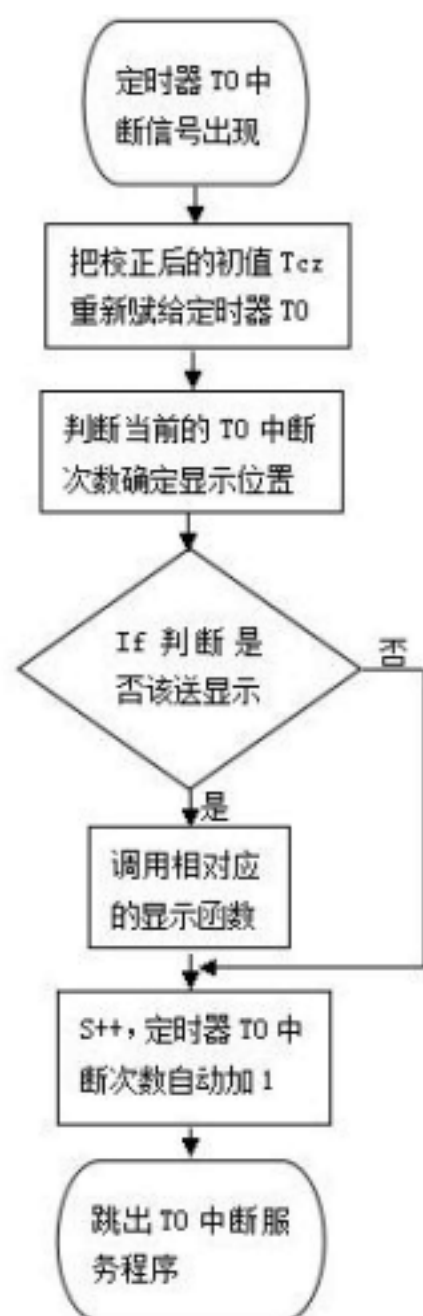 定时器 T0 中
断信号出现
把校正后的初值 Tcz
重新赋给定时器 T0
判断当前的 T0 中断
次数确定显示位置
If 判断是
否该送显示
否
是
调用相对应
的显示函数
S++，定时器 T0 中
断次数自动加 1
跳出 T0 中断服
务程序